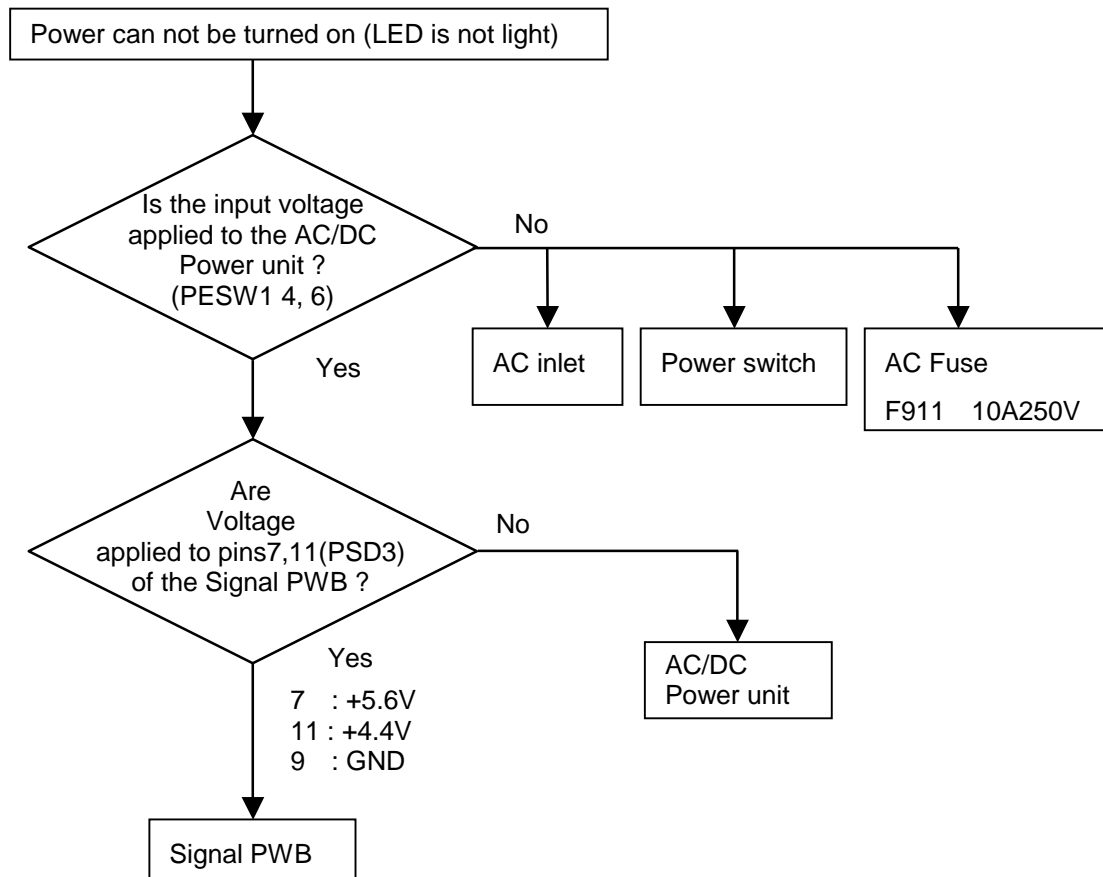 Power can not be turned on (LED is not light)
Is the input voltage
applied to the AC/DC
Power unit ?
(PESW1 4, 6)
No
AC inlet
Power switch
AC Fuse
F911 10A250V
Yes
Are
Voltage
applied to pins7,11(PSD3)
of the Signal PWB ?
No
AC/DC
Power unit
Yes
7 : +5.6V
11 : +4.4V
9 : GND
Signal PWB